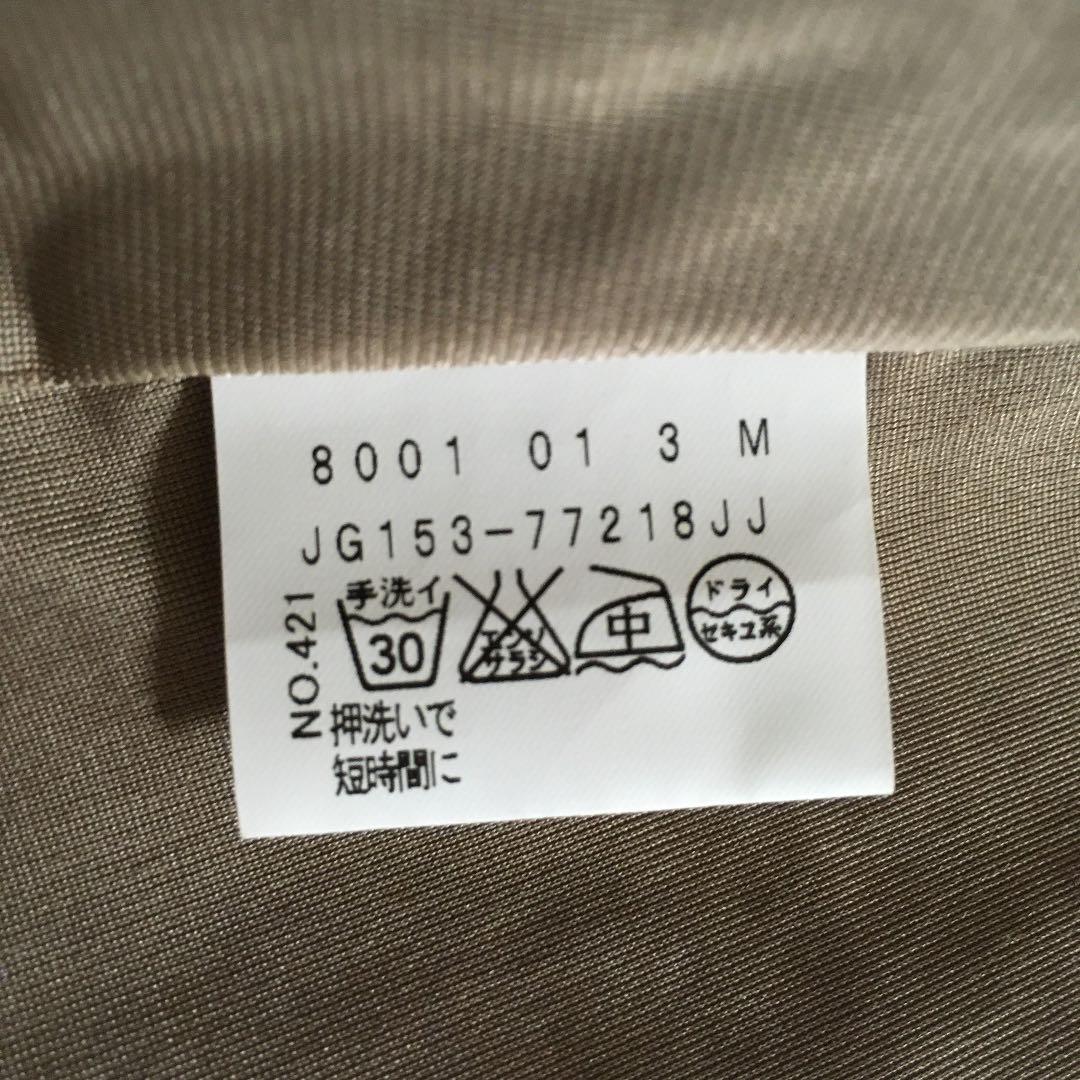 8001 01 3 M
JG153-77218JJ
NO.421
手洗イ
30
エンソ
サラシ
中
ドライ
セキユ系
押洗いで
短時間に